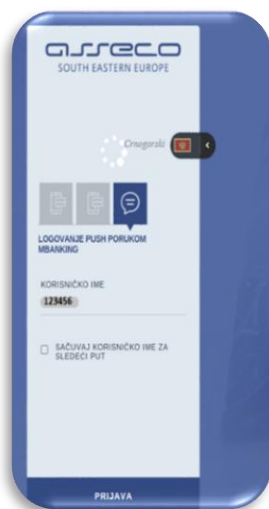 asseco
SOUTH EASTERN EUROPE
Crnogorski
LOGOVANJE PUSH PORUKOM
MBANKING
KORISNIČKO IME
123456
SAČUVAJ KORISNIČKO IME ZA
SLEDEĆI PUT
PRIJAVA